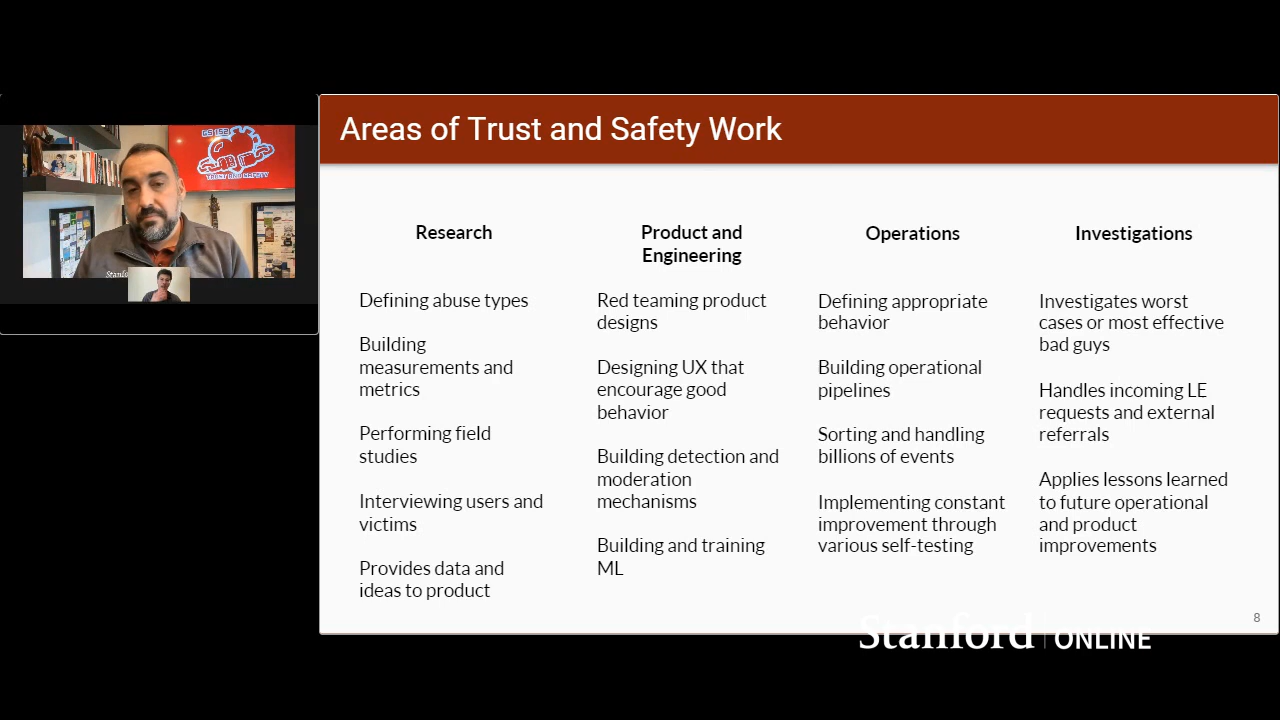 CS 152
TRUST AND SAFETY
Areas of Trust and Safety Work
Research
Defining abuse types
Building
measurements and
metrics
Performing field
studies
Interviewing users and
victims
Provides data and
ideas to product
Product and
Engineering
Red teaming product
designs
Designing UX that
encourage good
behavior
Building detection and
moderation
mechanisms
Building and training
ML
Operations
Defining appropriate
behavior
Building operational
pipelines
Sorting and handling
billions of events
Implementing constant
improvement through
various self-testing
Investigations
Investigates worst
cases or most effective
bad guys
Handles incoming LE
requests and external
referrals
Applies lessons learned
to future operational
and product
improvements
8
Stanford ONLINE